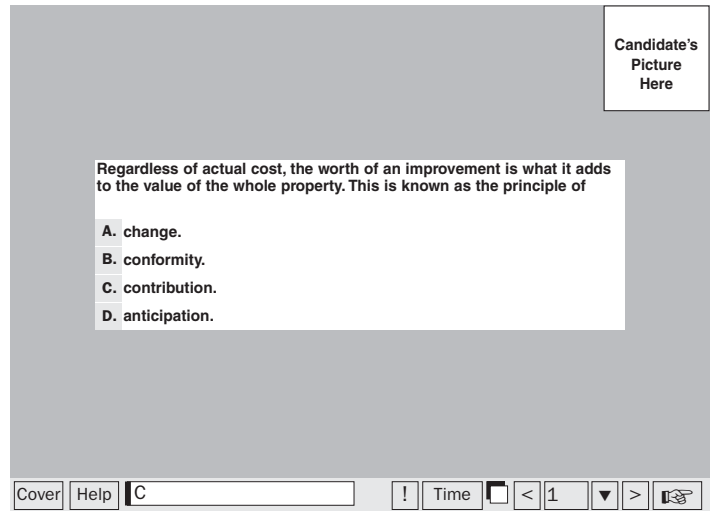 Candidate's
Picture
Here
Regardless of actual cost, the worth of an improvement is what it adds
to the value of the whole property. This is known as the principle of
A. change.
B. conformity.
C. contribution.
D. anticipation.
Cover Help C ! Time < 1 ▼ >